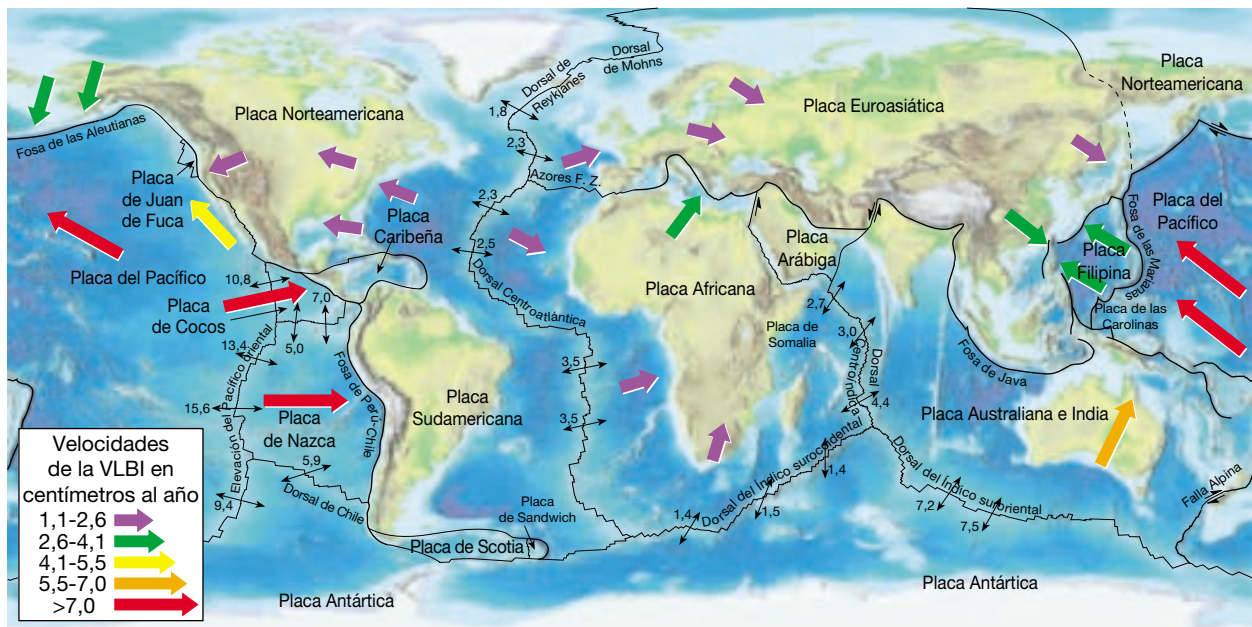 Dorsal
de Mohns
Dorsal de
Reykjanes
Placa
Norteamericana
Placa Norteamericana
Placa Euroasiática
1,8
Fosa de las Aleutianas
2,3
Azores F. Z.
Placa
de Juan
de Fuca
2,3
Placa
Caribeña
Placa del
Pacífico
Fosa de las Marianas
Placa
Arábiga
Placa
Filipina
2,5
Dorsal Centroatlántica
Placa del Pacífico
10,8
Placa
de Cocos
7,0
5,0
Placa Africana
2,7
Placa de las
Carolinas
Placa de
Somalia
3,0
Dorsal
Centroíndica
Fosa de Java
13,4
Elevación del Pacífico oriental
Fosa de Perú-Chile
3,5
15,6
Placa
de Nazca
Placa
Sudamericana
3,5
4,4
Placa Australiana e India
5,9
Dorsal de Chile
9,4
Dorsal del Índico suroccidental
1,4
1,5
1,4
Dorsal del Índico suroriental
7,2
7,5
Falla Alpina
Placa
de Sandwich
Placa de Scotia
Placa Antártica
Placa Antártica
Velocidades
de la VLBI en
centímetros al año
1,1-2,6
2,6-4,1
4,1-5,5
5,5-7,0
>7,0